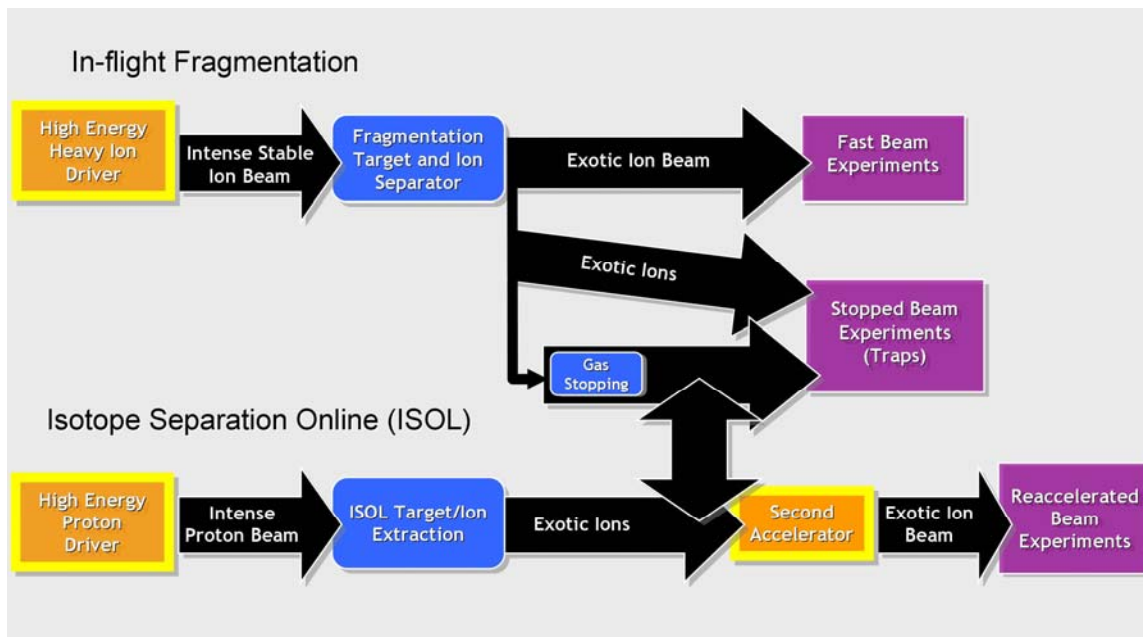 In-flight Fragmentation
High Energy
Heavy Ion
Driver
Intense Stable
Ion Beam
Fragmentation
Target and Ion
Separator
Exotic Ion Beam
Fast Beam
Experiments
Exotic Ions
Stopped Beam
Experiments
(Traps)
Gas
Stopping
Isotope Separation Online (ISOL)
High Energy
Proton
Driver
Intense
Proton Beam
ISOL Target/Ion
Extraction
Exotic Ions
Second
Accelerator
Exotic Ion
Beam
Reaccelerated
Beam
Experiments